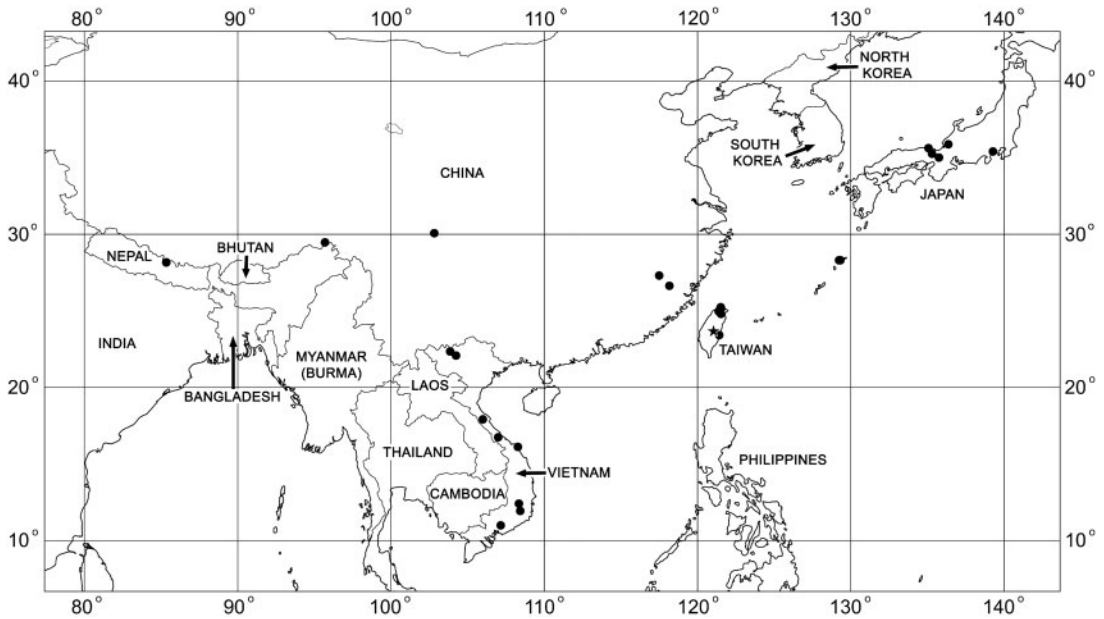 80° 90° 100° 110° 120° 130° 140°
NORTH
KOREA
40° 40°
SOUTH
KOREA
CHINA
JAPAN
30° 30°
BHUTAN
NEPAL
INDIA
MYANMAR
(BURMA)
TAIWAN
LAOS
20° 20°
BANGLADESH
THAILAND
PHILIPPINES
VIETNAM
CAMBODIA
10° 10°
80° 90° 100° 110° 120° 130° 140°